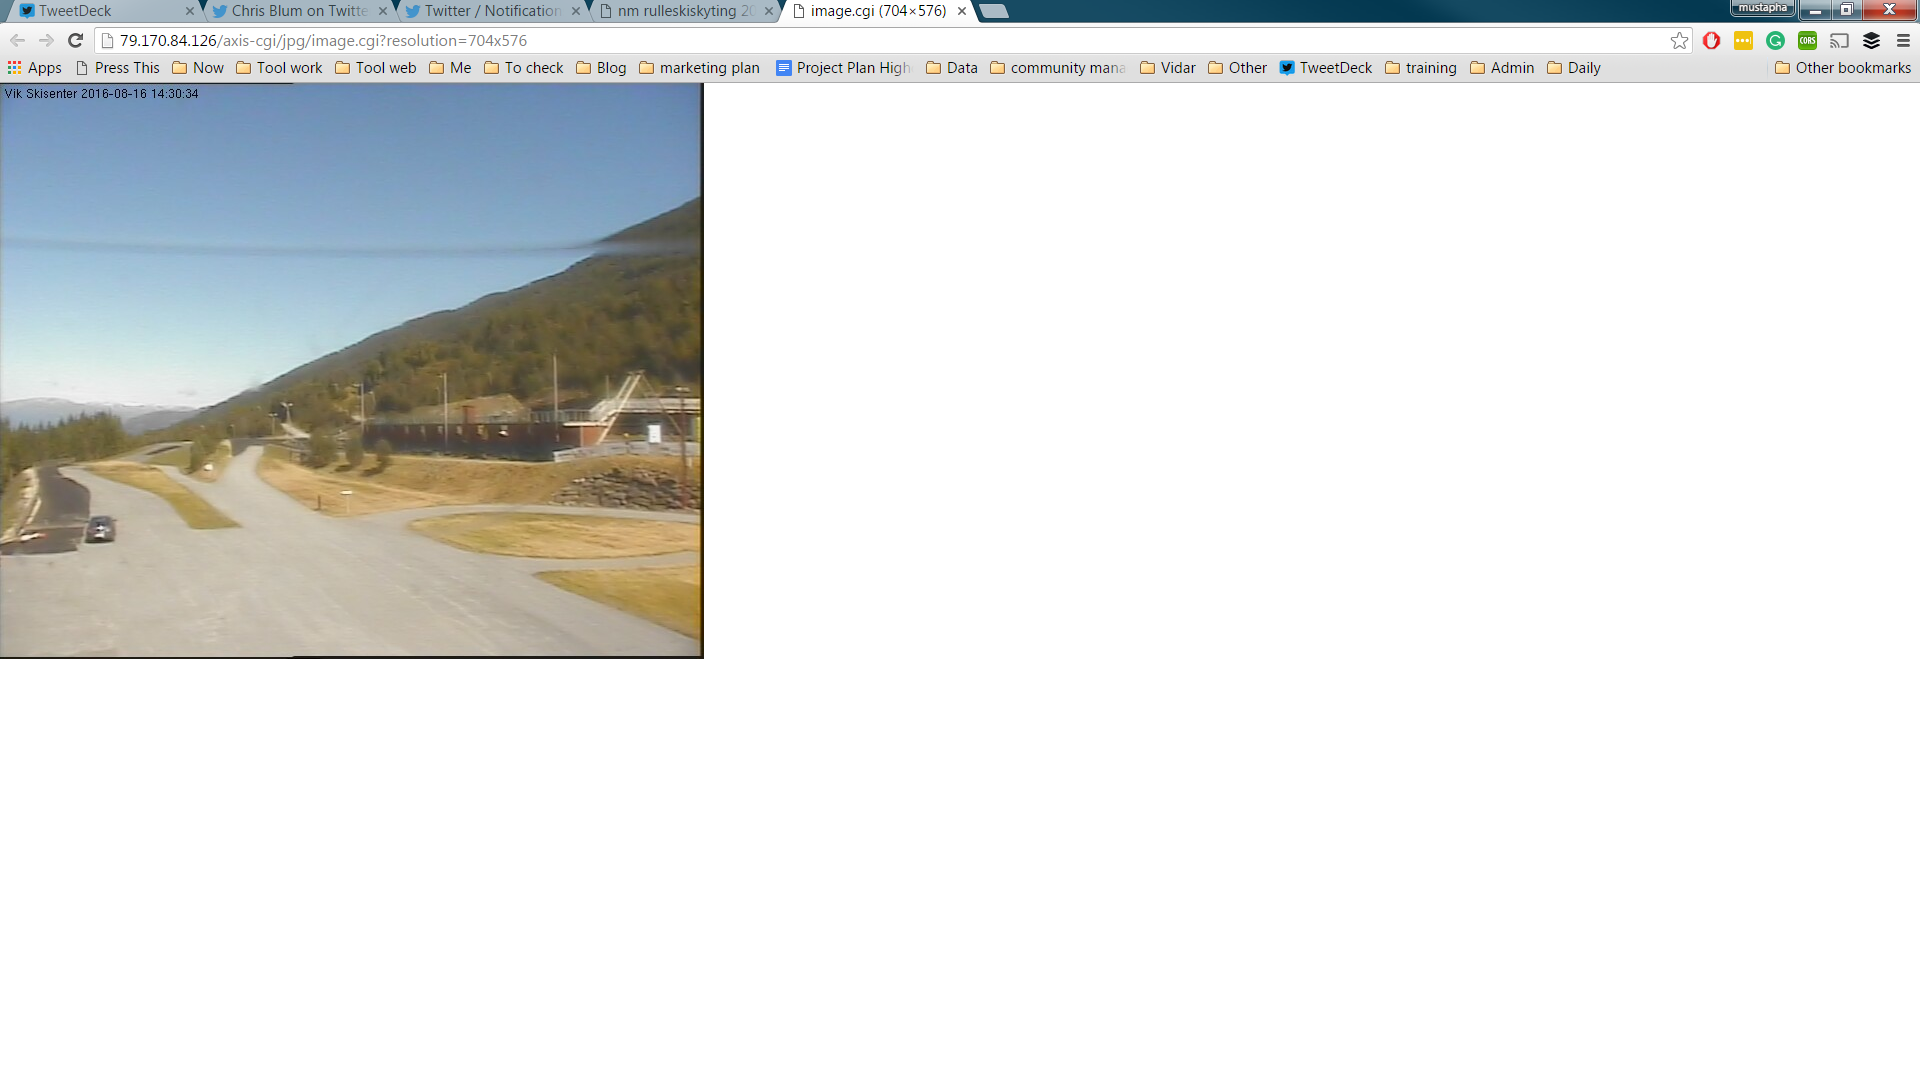 TweetDeck
Chris Blum on Twitte
Twitter / Notification
nm rulleskiskyting 20
image.cgi (704×576)
mustapha
79.170.84.126/axis-cgi/jpg/image.cgi?resolution=704x576
CORS
Apps Press This Now Tool work Tool web Me To check Blog marketing plan Project Plan High Data community mana Vidar Other TweetDeck training Admin Daily Other bookmarks
Vik Skisenter 2016-08-16 14:30:34